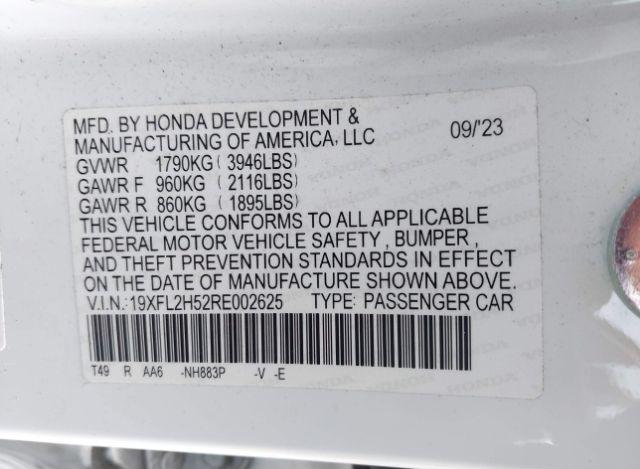 MFD. BY HONDA DEVELOPMENT &
MANUFACTURING OF AMERICA, LLC 09/'23
GVWR 1790KG ( 3946LBS)
GAWR F 960KG ( 2116LBS)
GAWR R 860KG ( 1895LBS)
THIS VEHICLE CONFORMS TO ALL APPLICABLE
FEDERAL MOTOR VEHICLE SAFETY , BUMPER ,
AND THEFT PREVENTION STANDARDS IN EFFECT
ON THE DATE OF MANUFACTURE SHOWN ABOVE.
V.I.N.: 19XFL2H52RE002625 TYPE: PASSENGER CAR
T49 R AA6 -NH883P -V -E